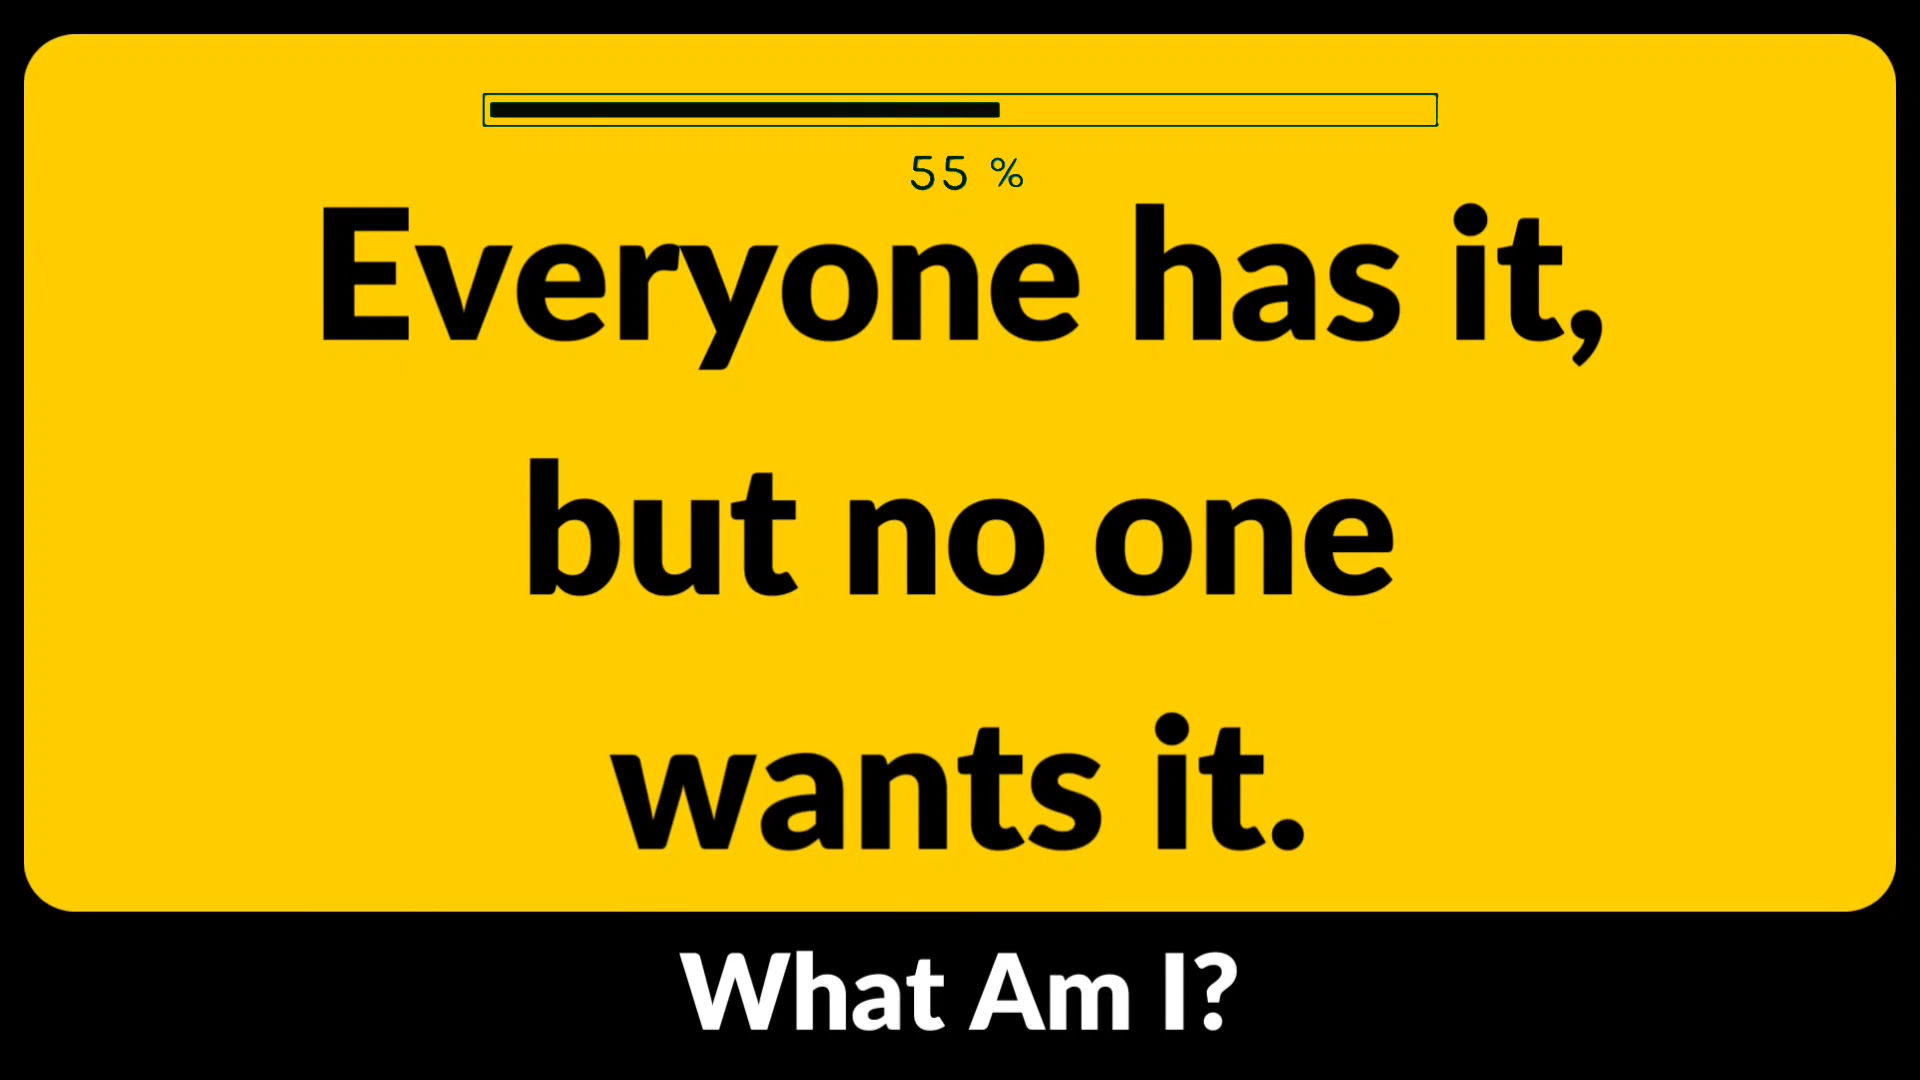 55 %
Everyone has it,
but no one
wants it.
What Am I?